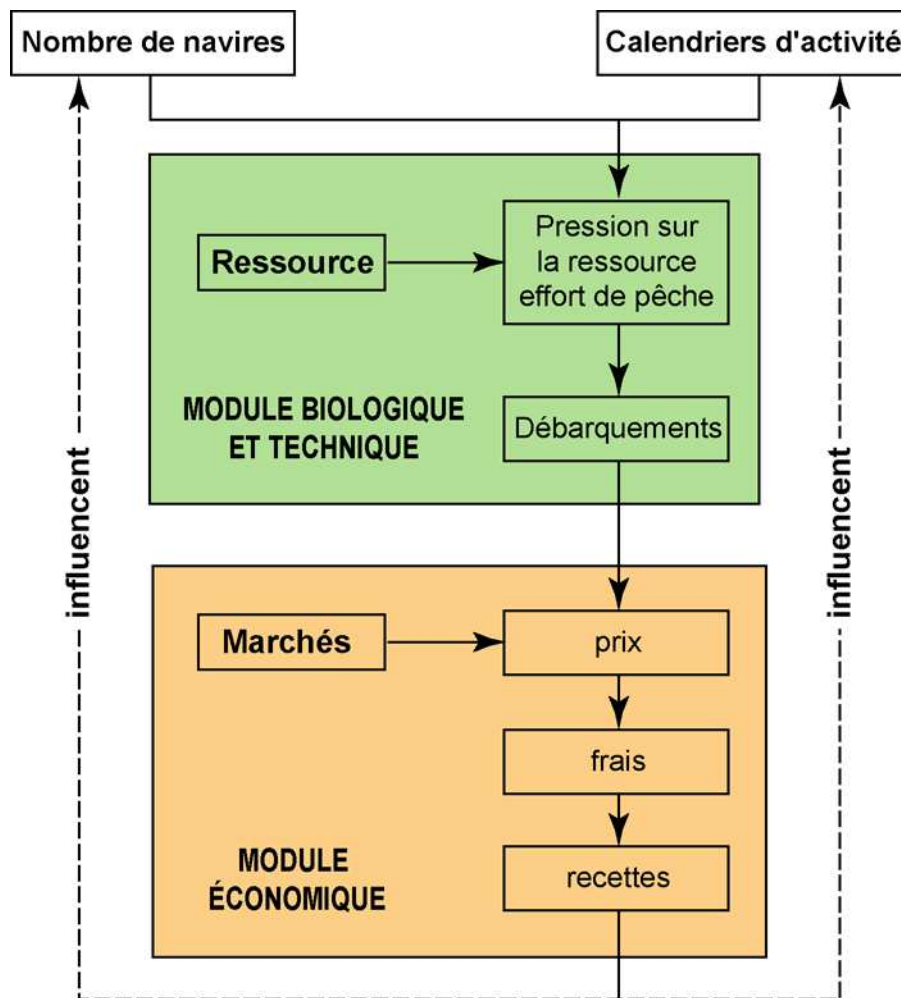 Nombre de navires
Calendriers d'activité
Pression sur
la ressource
effort de pêche
Ressource
MODULE BIOLOGIQUE
ET TECHNIQUE
Débarquements
influencent
influencent
Marchés
prix
frais
MODULE
ÉCONOMIQUE
recettes